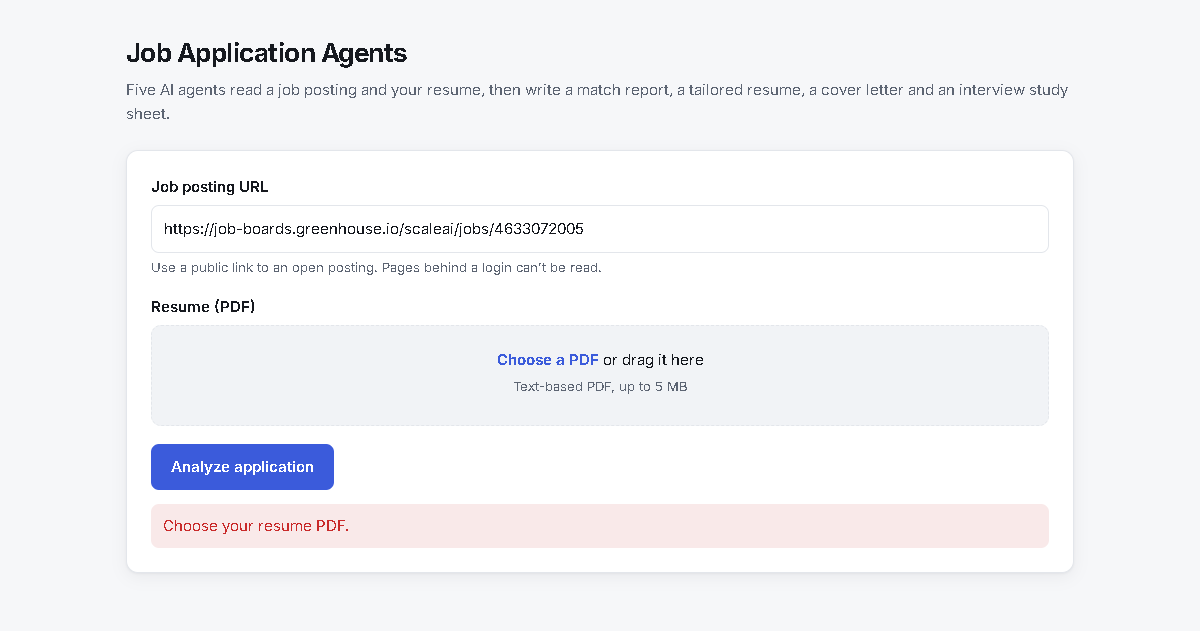 Job Application Agents
Five AI agents read a job posting and your resume, then write a match report, a tailored resume, a cover letter and an interview study
sheet.
Job posting URL
https://job-boards.greenhouse.io/scaleai/jobs/4633072005
Use a public link to an open posting. Pages behind a login can't be read.
Resume (PDF)
Choose a PDF or drag it here
Text-based PDF, up to 5 MB
Analyze application
Choose your resume PDF.